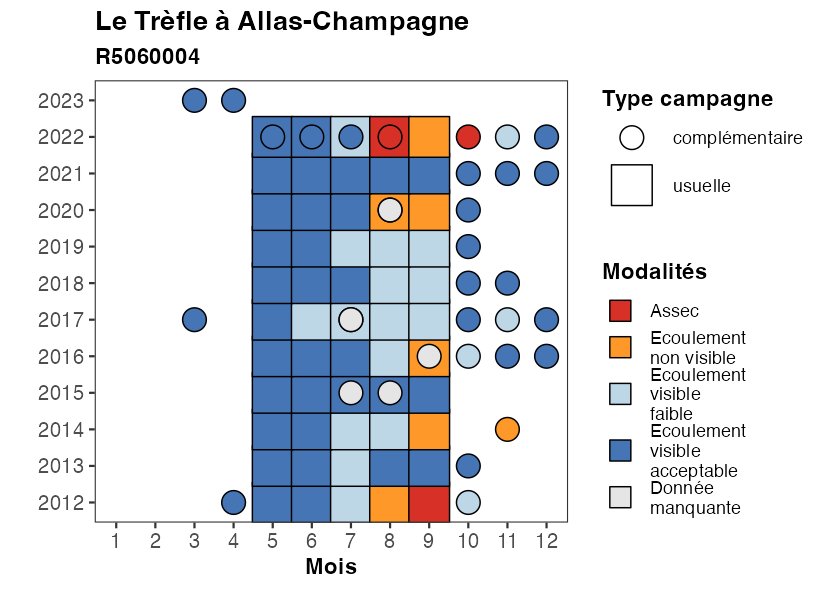 Le Trèfle à Allas-Champagne
R5060004
2023
2022
2021
2020
2019
2018
2017
2016
2015
2014
2013
2012
1 2 3 4 5 6 7 8 9 10 11 12
Mois
Type campagne
complémentaire
usuelle
Modalités
Assec
Ecoulement
non visible
Ecoulement
visible
faible
Ecoulement
visible
acceptable
Donnée
manquante